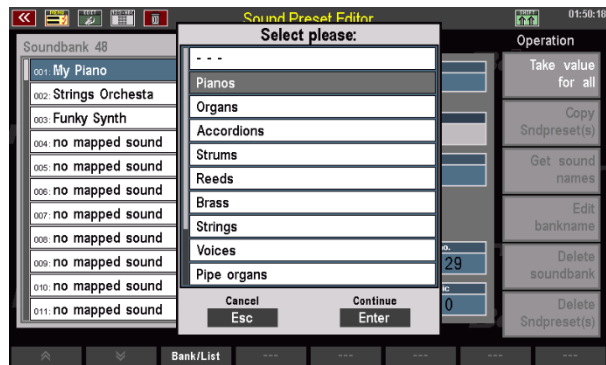 MENU
EDIT
SHIFT
Sound Preset Editor
01:50:18
Soundbank 48
001: My Piano
002: Strings Orchesta
003: Funky Synth
004: no mapped sound
005: no mapped sound
006: no mapped sound
007: no mapped sound
008: no mapped sound
009: no mapped sound
010: no mapped sound
011: no mapped sound
Select please:
- - -
Pianos
Organs
Accordions
Strums
Reeds
Brass
Strings
Voices
Pipe organs
Cancel
Esc
Continue
Enter
29
0
Operation
Take value
for all
Copy
Sndpreset(s)
Get sound
names
Edit
bankname
Delete
soundbank
Delete
Sndpreset(s)
Bank/List
---
---
---
---
---